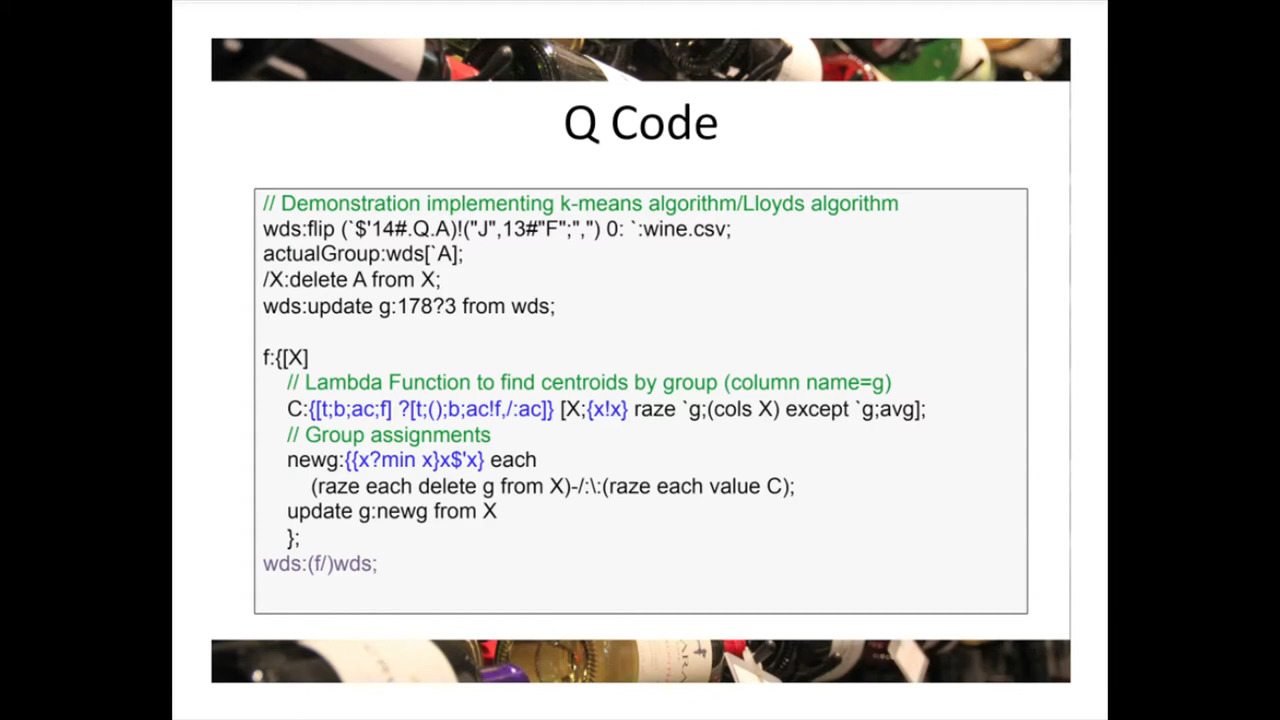 Q Code
// Demonstration implementing k-means algorithm/Lloyds algorithm
wds:flip (`$'14#.Q.A)!("J",13#"F";",") 0: `:wine.csv;
actualGroup:wds[`A];
/X:delete A from X;
wds:update g:178?3 from wds;
f:{[X]
// Lambda Function to find centroids by group (column name=g)
C:{[t;b;ac;f] ?[t;();b;ac!f,/:ac]} [X;{x!x} raze `g;(cols X) except `g;avg];
// Group assignments
newg:{{x?min x}x$'x} each
(raze each delete g from X)-/:\:(raze each value C);
update g:newg from X
};
wds:(f/)wds;